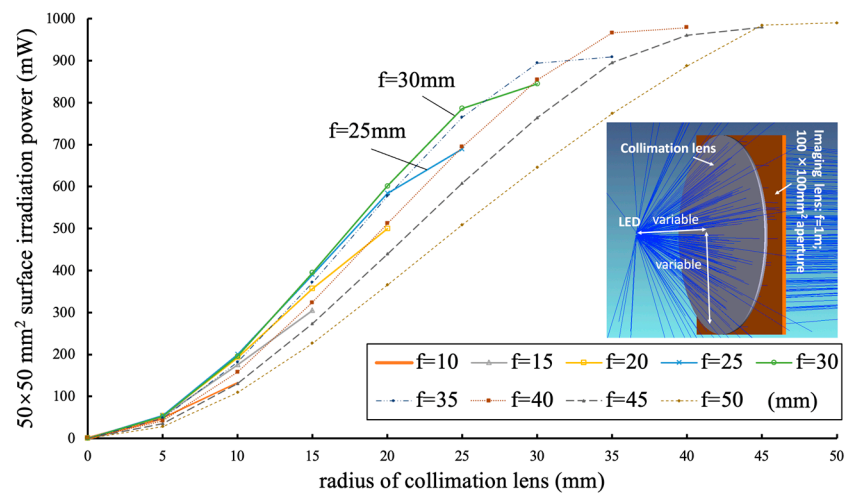 50×50 mm² surface irradiation power (mW)
1000
900
800
700
600
500
400
300
200
100
0
f=30mm
f=25mm
Collimation lens
LED
variable
variable
Imaging lens: f=1m;
100 ×100mm² aperture
f=10 f=15 f=20 f=25 f=30
f=35 f=40 f=45 f=50 (mm)
0 5 10 15 20 25 30 35 40 45 50
radius of collimation lens (mm)